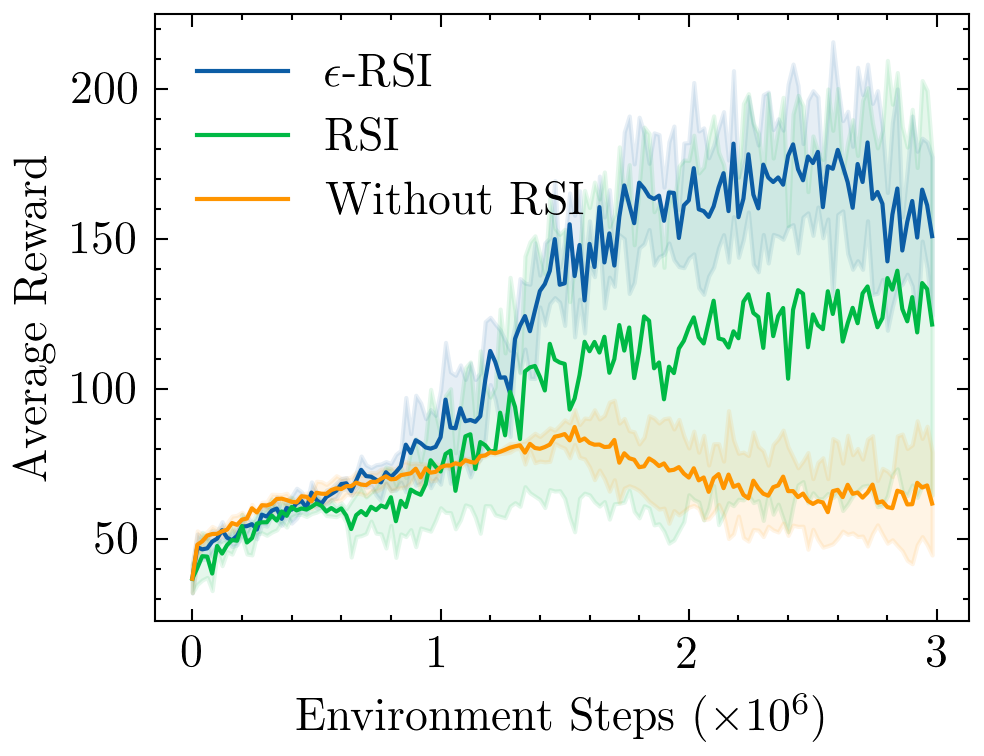 ϵ-RSI
RSI
Without RSI
200
150
100
50
Average Reward
0 1 2 3
Environment Steps (×10⁶)